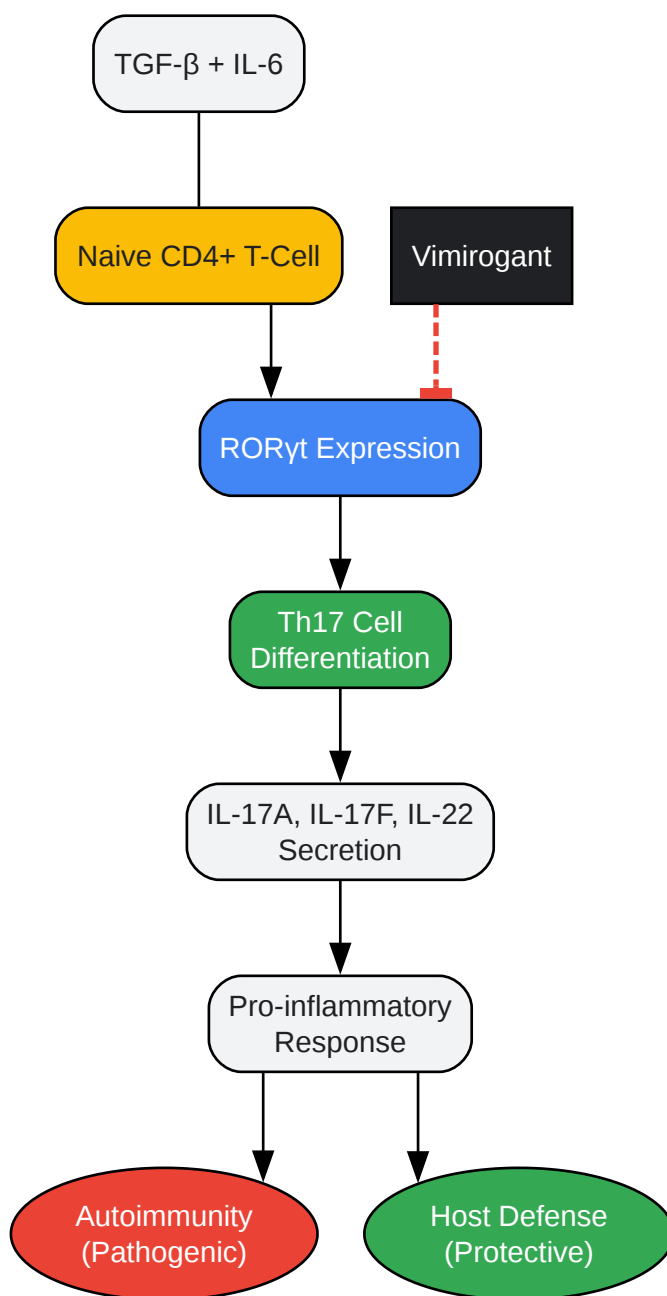 TGF-β + IL-6
Naive CD4+ T-Cell
Vimirogant
RORγt Expression
Th17 Cell
Differentiation
IL-17A, IL-17F, IL-22
Secretion
Pro-inflammatory
Response
Autoimmunity
(Pathogenic)
Host Defense
(Protective)